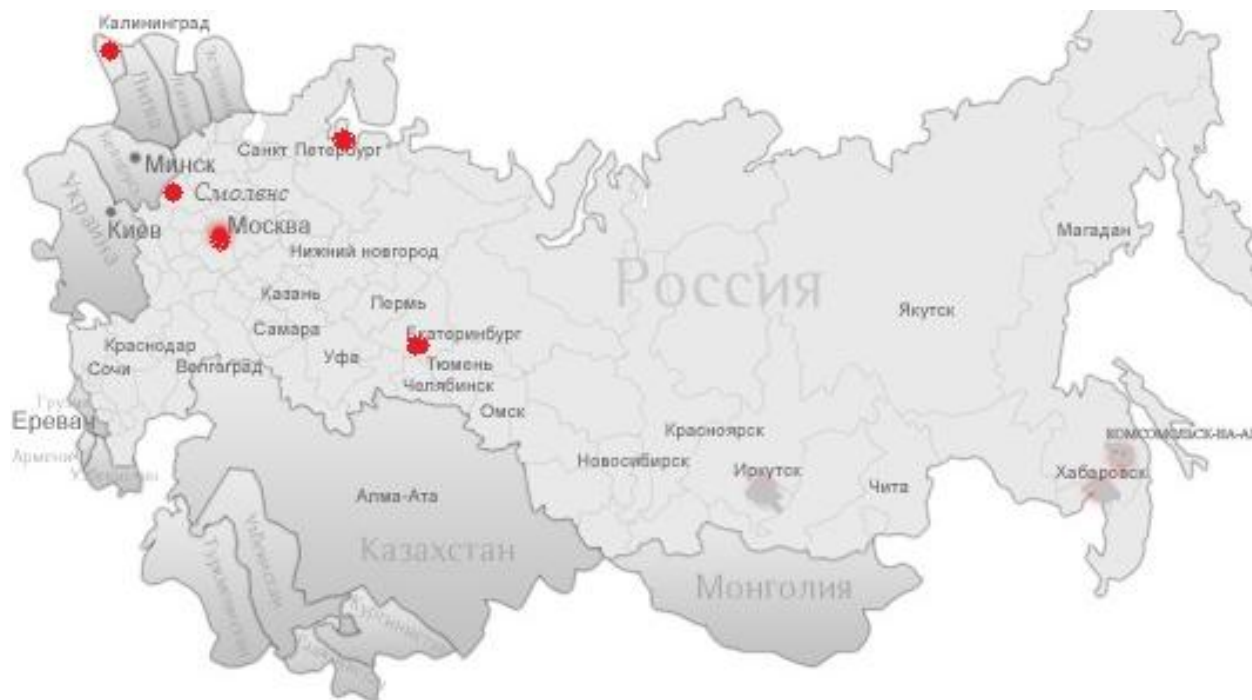 Калининград
Литва
Санкт Петербург
Минск
Смоленс
Украина
Киев
Москва
Нижний новгород
Россия
Магадан
Казань
Пермь
Якутск
Самара
Екатеринбург
Краснодар
Уфа
Сочи
Волгоград
Тюмень
Челябинск
Омск
Ереван
Красноярск
Новосибирск
Иркутск
Чита
Хабаровск
Алма-Ата
Казахстан
Монголия